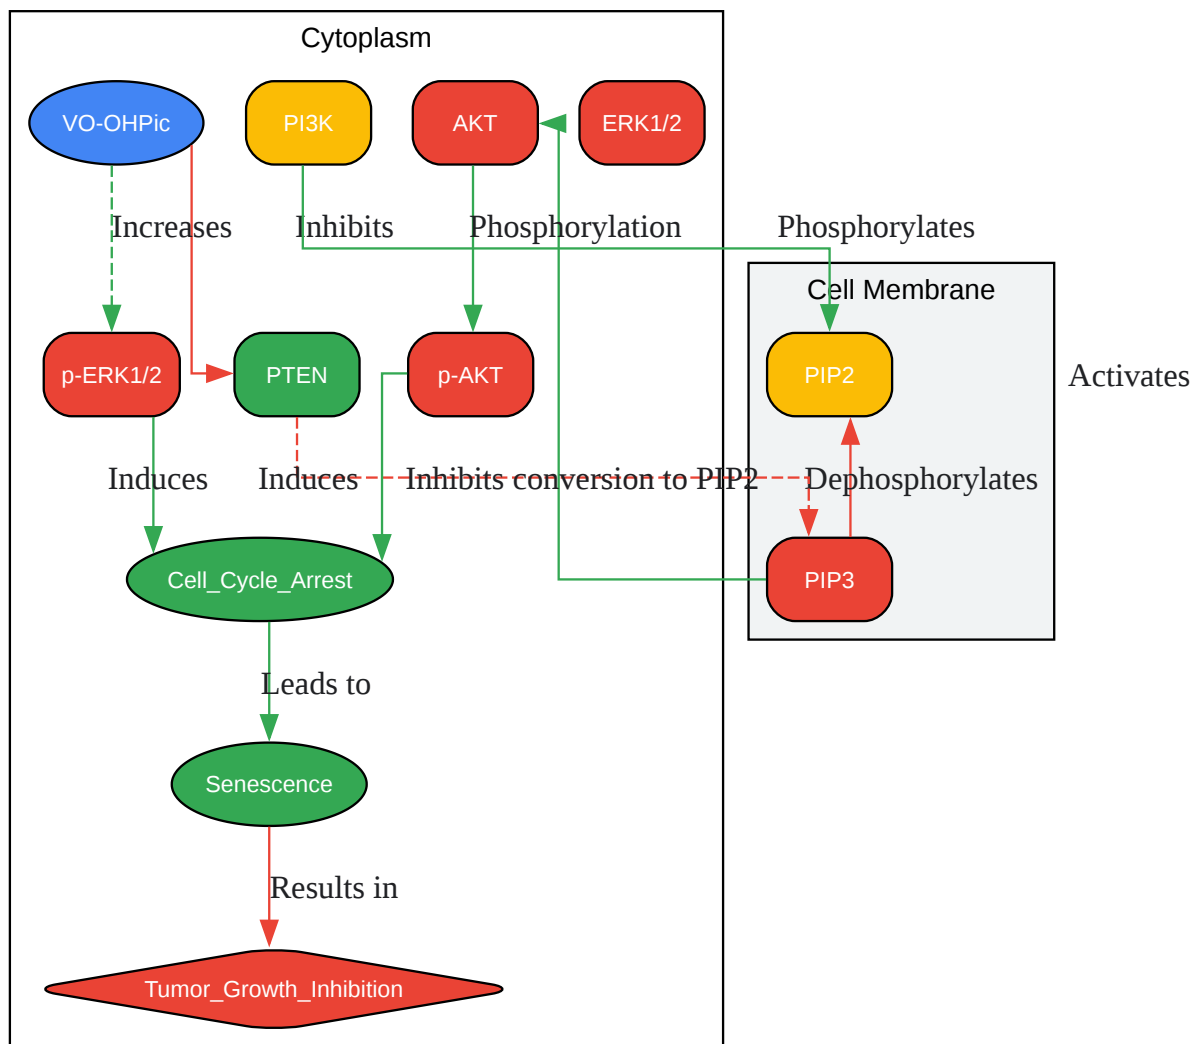 Cytoplasm
VO-OHPic
PI3K
AKT
ERK1/2
Increases
Inhibits
Phosphorylation
Phosphorylates
Cell Membrane
p-ERK1/2
PTEN
p-AKT
PIP2
Activates
Induces
Induces
Inhibits conversion to PIP2
Dephosphorylates
Cell_Cycle_Arrest
PIP3
Leads to
Senescence
Results in
Tumor_Growth_Inhibition